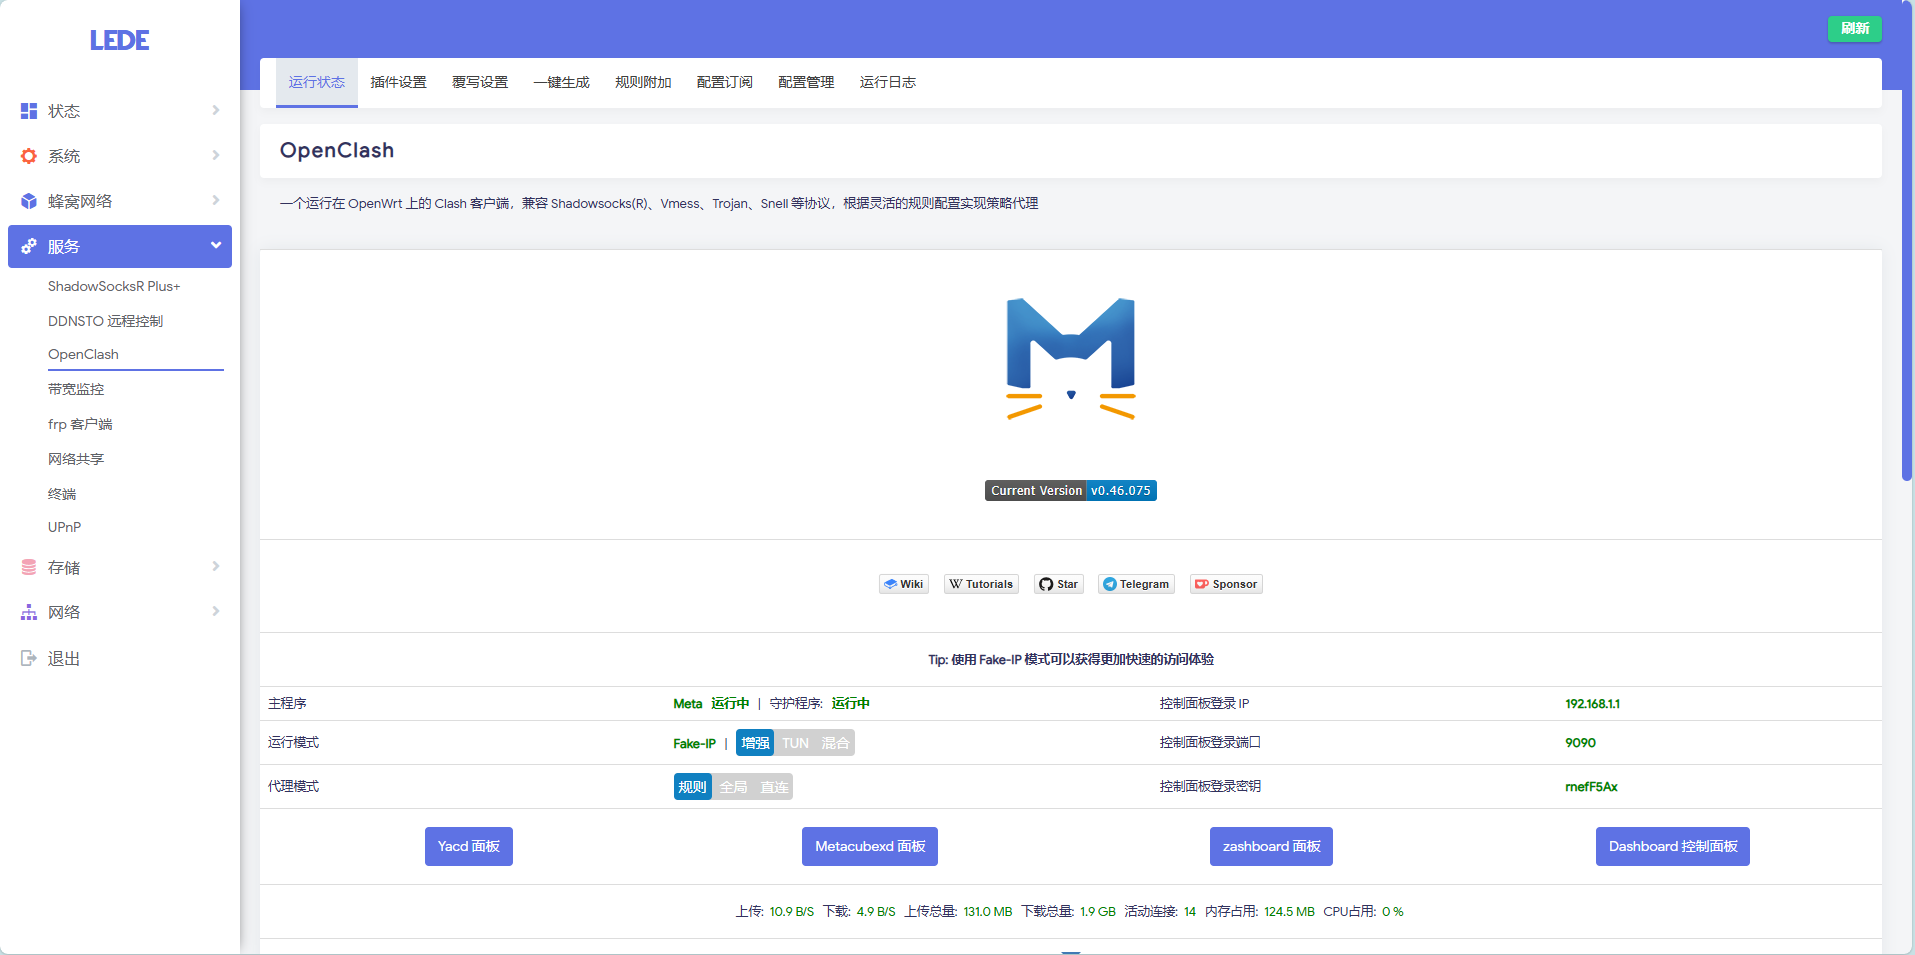 LEDE
刷新
状态
系统
蜂窝网络
服务
ShadowSocksR Plus+
DDNSTO 远程控制
OpenClash
带宽监控
frp 客户端
网络共享
终端
UPnP
存储
网络
退出
运行状态 插件设置 覆写设置 一键生成 规则附加 配置订阅 配置管理 运行日志
OpenClash
一个运行在 OpenWrt 上的 Clash 客户端，兼容 Shadowsocks(R)、Vmess、Trojan、Snell 等协议，根据灵活的规则配置实现策略代理
Current Version v0.46.075
Wiki Tutorials Star Telegram Sponsor
Tip: 使用 Fake-IP 模式可以获得更加快速的访问体验
主程序 Meta 运行中 | 守护程序: 运行中 控制面板登录 IP 192.168.1.1
运行模式 Fake-IP | 增强 TUN 混合 控制面板登录端口 9090
代理模式 规则 全局 直连 控制面板登录密钥 rnefF5Ax
Yacd 面板 Metacubexd 面板 zashboard 面板 Dashboard 控制面板
上传: 10.9 B/S 下载: 4.9 B/S 上传总量: 131.0 MB 下载总量: 1.9 GB 活动连接: 14 内存占用: 124.5 MB CPU占用: 0 %